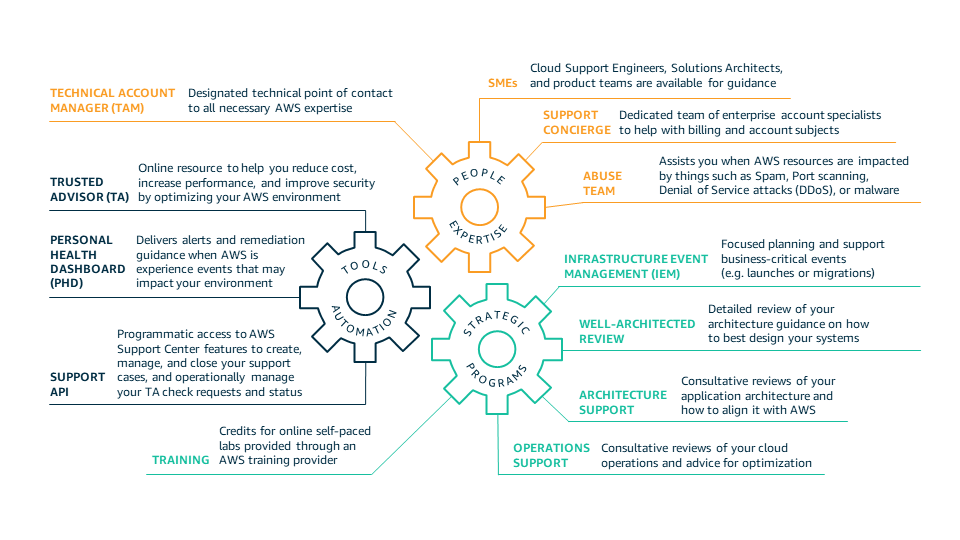 TECHNICAL ACCOUNT
MANAGER (TAM)
Designated technical point of contact
to all necessary AWS expertise
SMEs
Cloud Support Engineers, Solutions Architects,
and product teams are available for guidance
SUPPORT
CONCIERGE
Dedicated team of enterprise account specialists
to help with billing and account subjects
ABUSE
TEAM
Assists you when AWS resources are impacted
by things such as Spam, Port scanning,
Denial of Service attacks (DDoS), or malware
PEOPLE
EXPERTISE
TRUSTED
ADVISOR (TA)
Online resource to help you reduce cost,
increase performance, and improve security
by optimizing your AWS environment
PERSONAL
HEALTH
DASHBOARD
(PHD)
Delivers alerts and remediation
guidance when AWS is
experience events that may
impact your environment
TOOLS
AUTOMATION
SUPPORT
API
Programmatic access to AWS
Support Center features to create,
manage, and close your support
cases, and operationally manage
your TA check requests and status
INFRASTRUCTURE EVENT
MANAGEMENT (IEM)
Focused planning and support
business-critical events
(e.g. launches or migrations)
STRATEGIC
PROGRAMS
WELL-ARCHITECTED
REVIEW
Detailed review of your
architecture guidance on how
to best design your systems
ARCHITECTURE
SUPPORT
Consultative reviews of your
application architecture and
how to align it with AWS
TRAINING
Credits for online self-paced
labs provided through an
AWS training provider
OPERATIONS
SUPPORT
Consultative reviews of your cloud
operations and advice for optimization